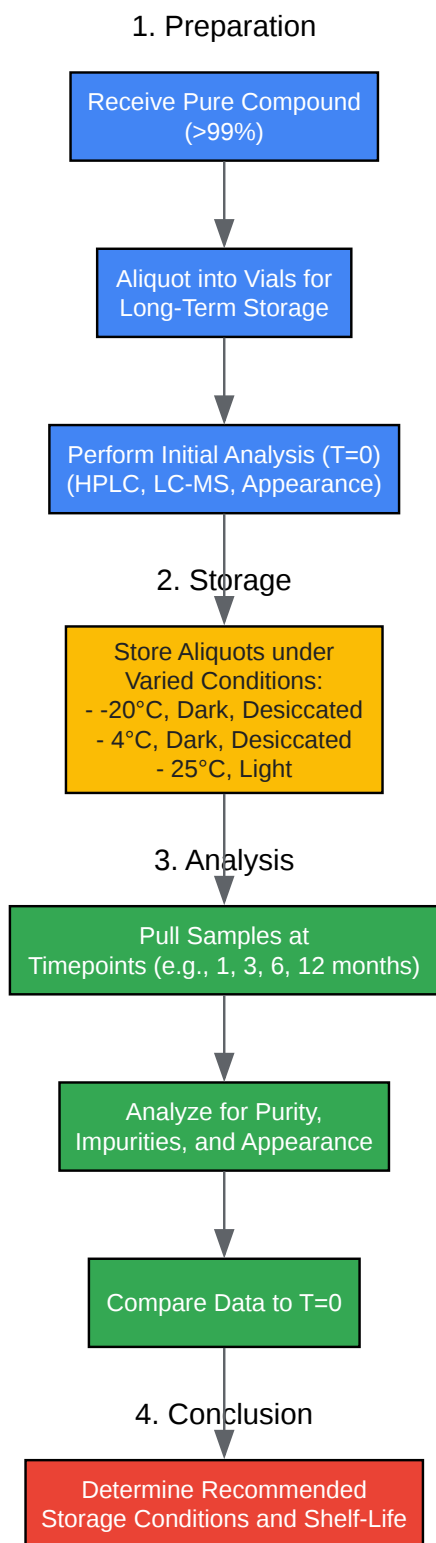 1. Preparation
Receive Pure Compound
(>99%)
Aliquot into Vials for
Long-Term Storage
Perform Initial Analysis (T=0)
(HPLC, LC-MS, Appearance)
2. Storage
Store Aliquots under
Varied Conditions:
- -20°C, Dark, Desiccated
- 4°C, Dark, Desiccated
- 25°C, Light
3. Analysis
Pull Samples at
Timepoints (e.g., 1, 3, 6, 12 months)
Analyze for Purity,
Impurities, and Appearance
Compare Data to T=0
4. Conclusion
Determine Recommended
Storage Conditions and Shelf-Life